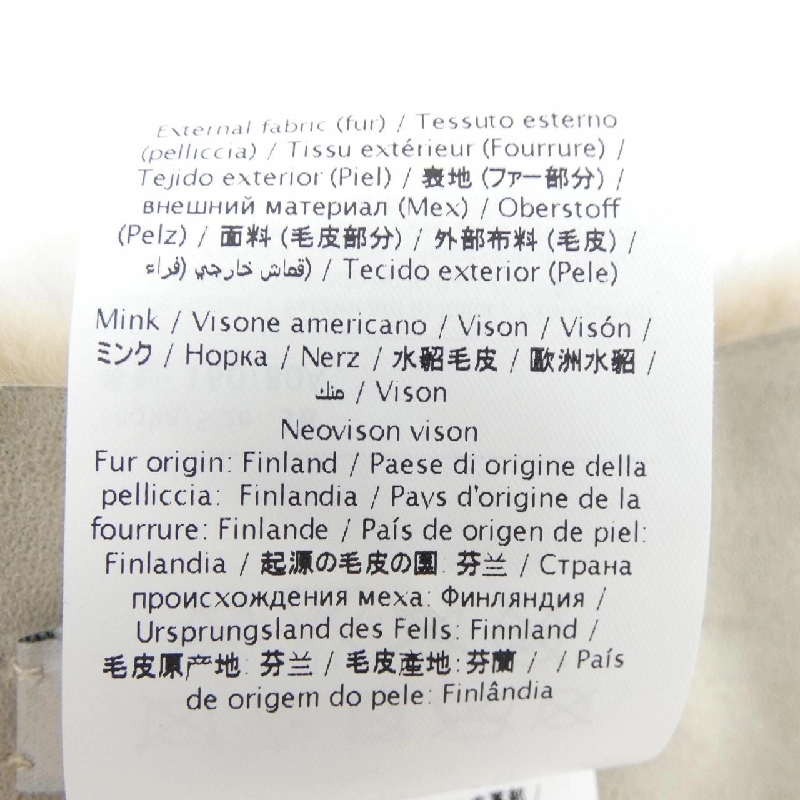 External fabric (fur) / Tessuto esterno
(pelliccia) / Tissu extérieur (Fourrure) /
Tejido exterior (Piel) / 表地 (ファー部分) /
внешний материал (Мех) / Oberstoff
(Pelz) / 面料 (毛皮部分) / 外部布料 (毛皮) /
قماش خارجي (فراء) / Tecido exterior (Pele)
Mink / Visone americano / Vison / Visón /
ミンク / Норка / Nerz / 水貂毛皮 / 歐洲水貂 /
منك / Vison
Neovison vison
Fur origin: Finland / Paese di origine della
pelliccia: Finlandia / Pays d'origine de la
fourrure: Finlande / País de origen de piel:
Finlandia / 起源の毛皮の園: 芬兰 / Страна
происхождения меха: Финляндия /
Ursprungsland des Fells: Finnland /
毛皮原产地: 芬兰 / 毛皮產地: 芬蘭 / / País
de origem do pele: Finlândia